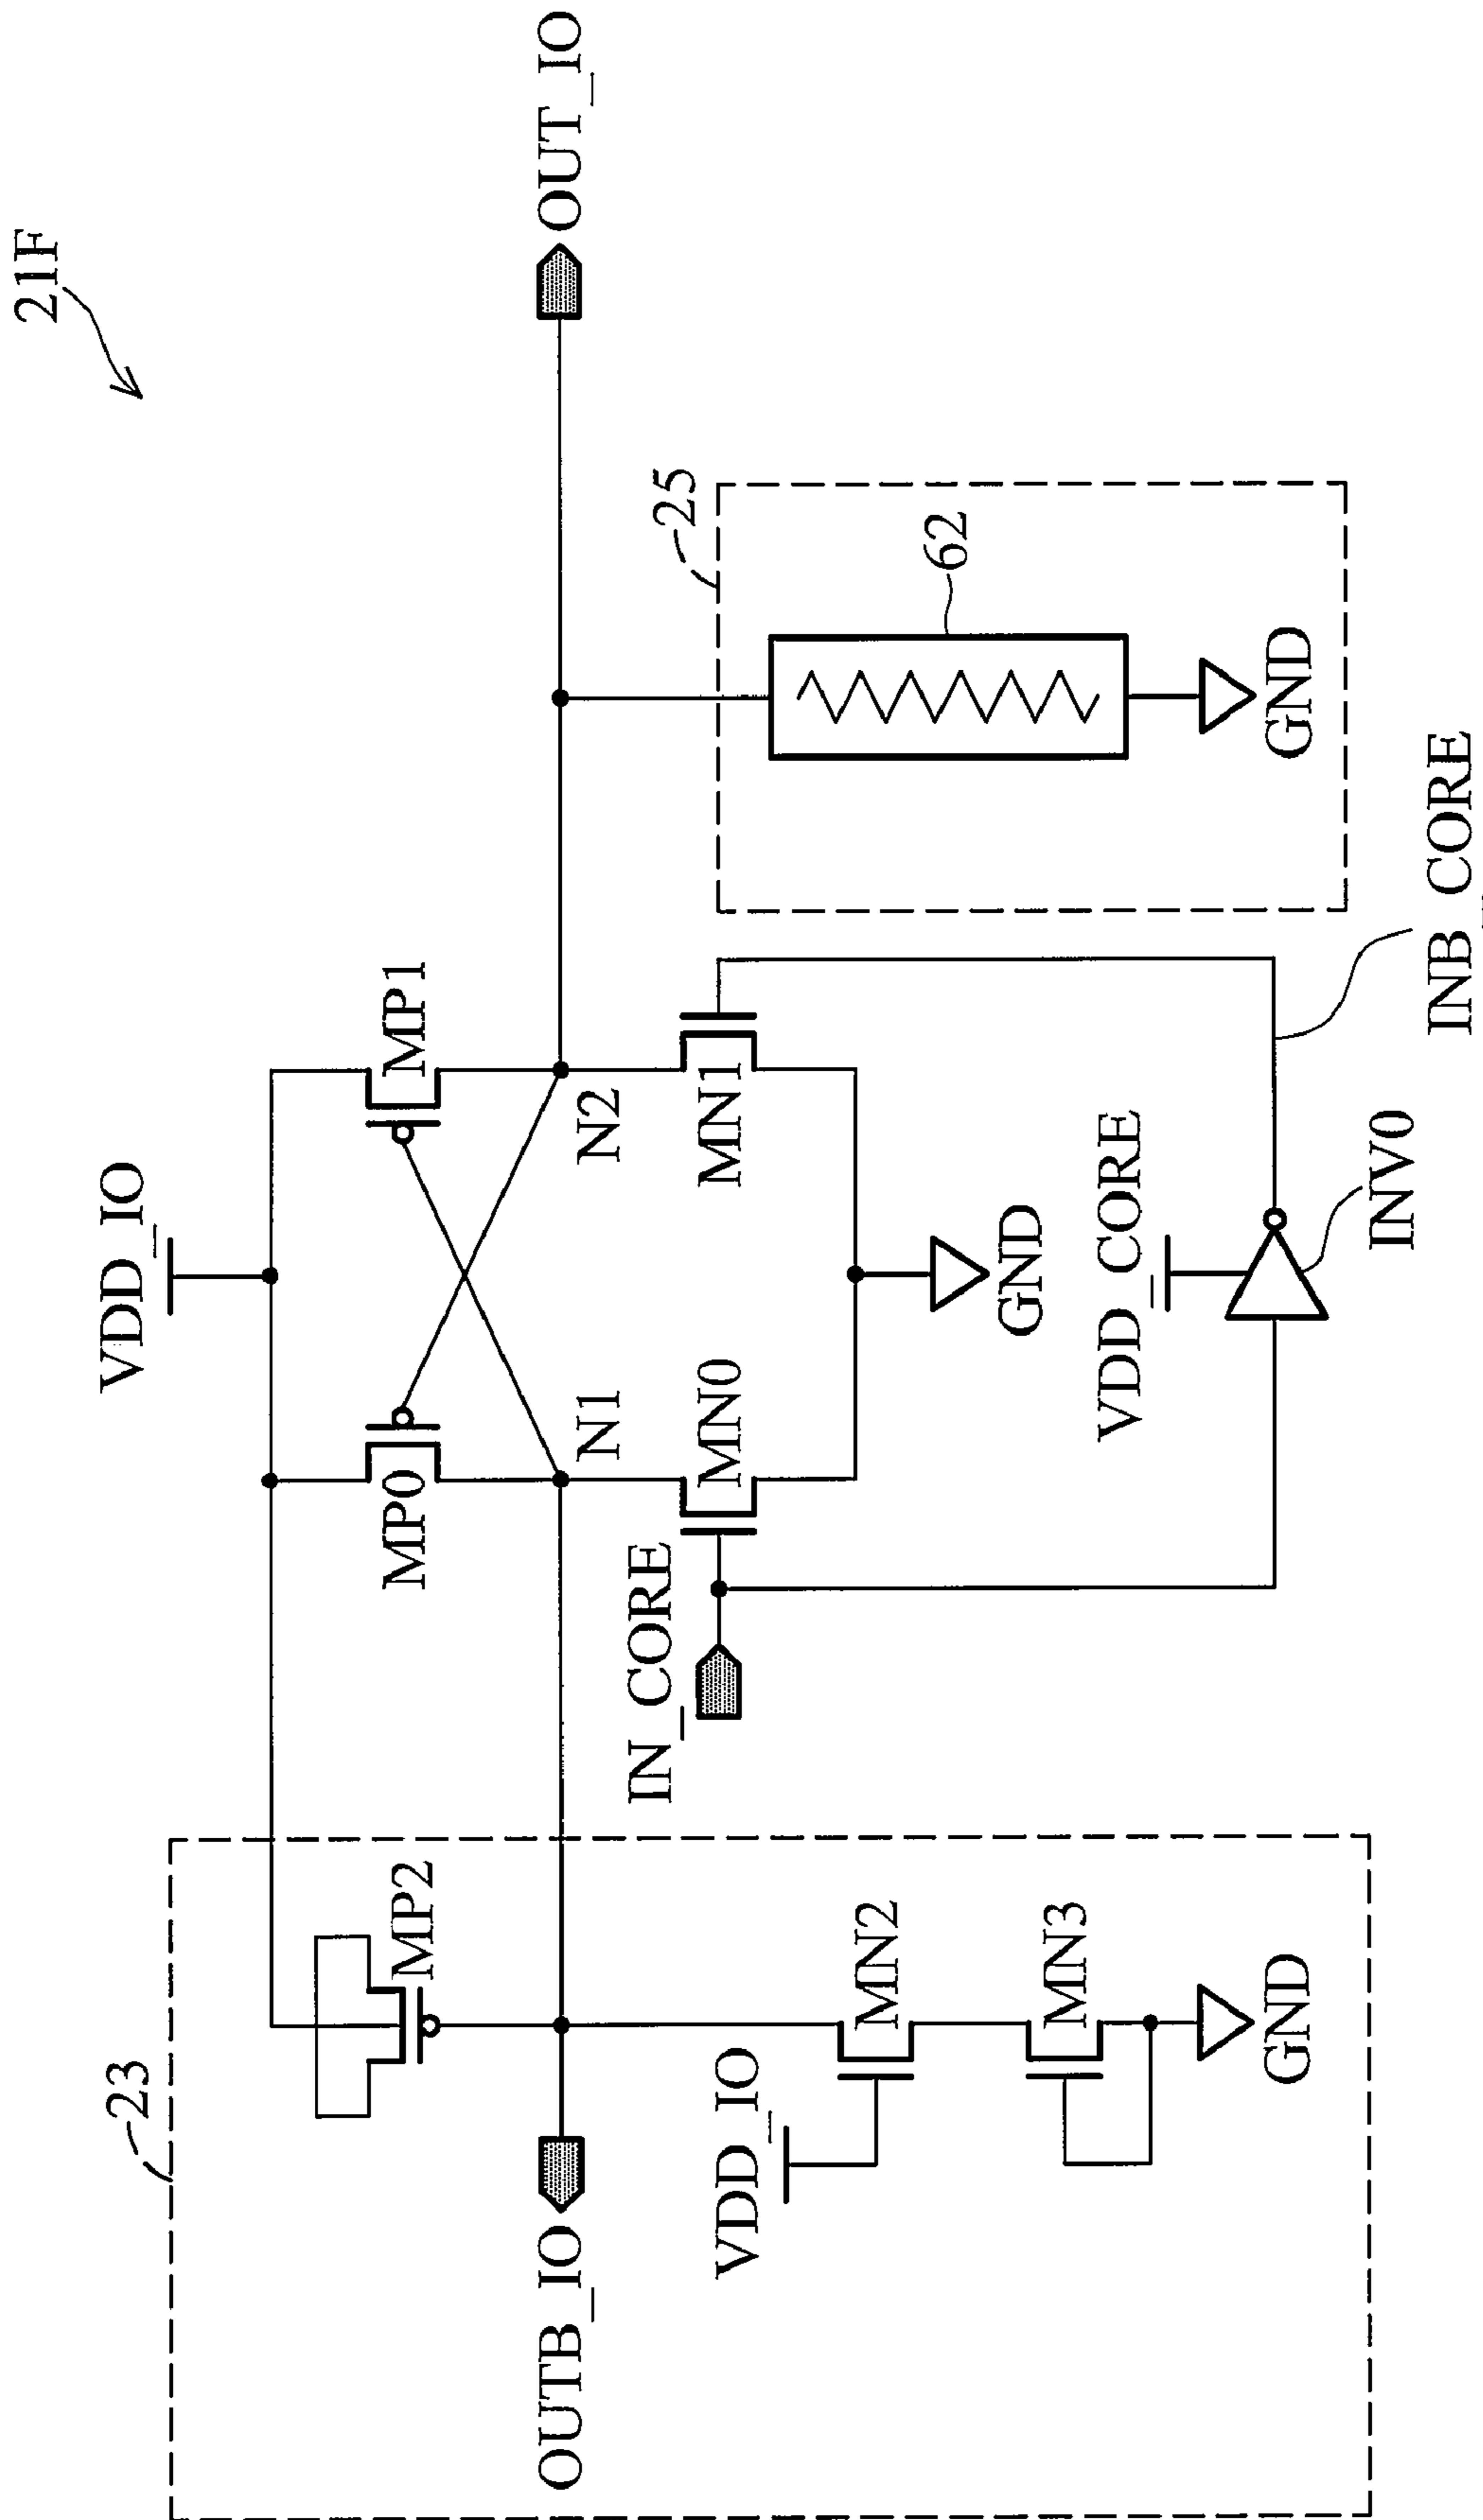 21F
VDD_IO
23
MP2
MP0
MP1
OUTB_IO
N1
N2
OUT_IO
IN_CORE
MN0
MN1
25
VDD_IO
MN2
62
MN3
GND
VDD_CORE
GND
GND
INV0
INB_CORE